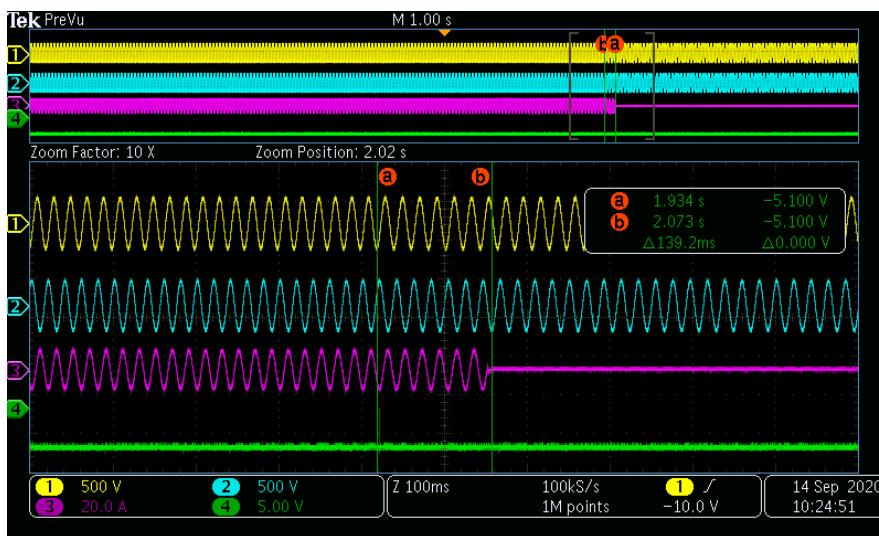 Tek PreVu M 1.00 s
b a
1
2
3
4
Zoom Factor: 10 X Zoom Position: 2.02 s
a b
a 1.934 s −5.100 V
b 2.073 s −5.100 V
△139.2ms △0.000 V
1
2
3
4
1 500 V 2 500 V Z 100ms 100kS/s 1 14 Sep 2020
3 20.0 A 4 5.00 V 1M points −10.0 V 10:24:51